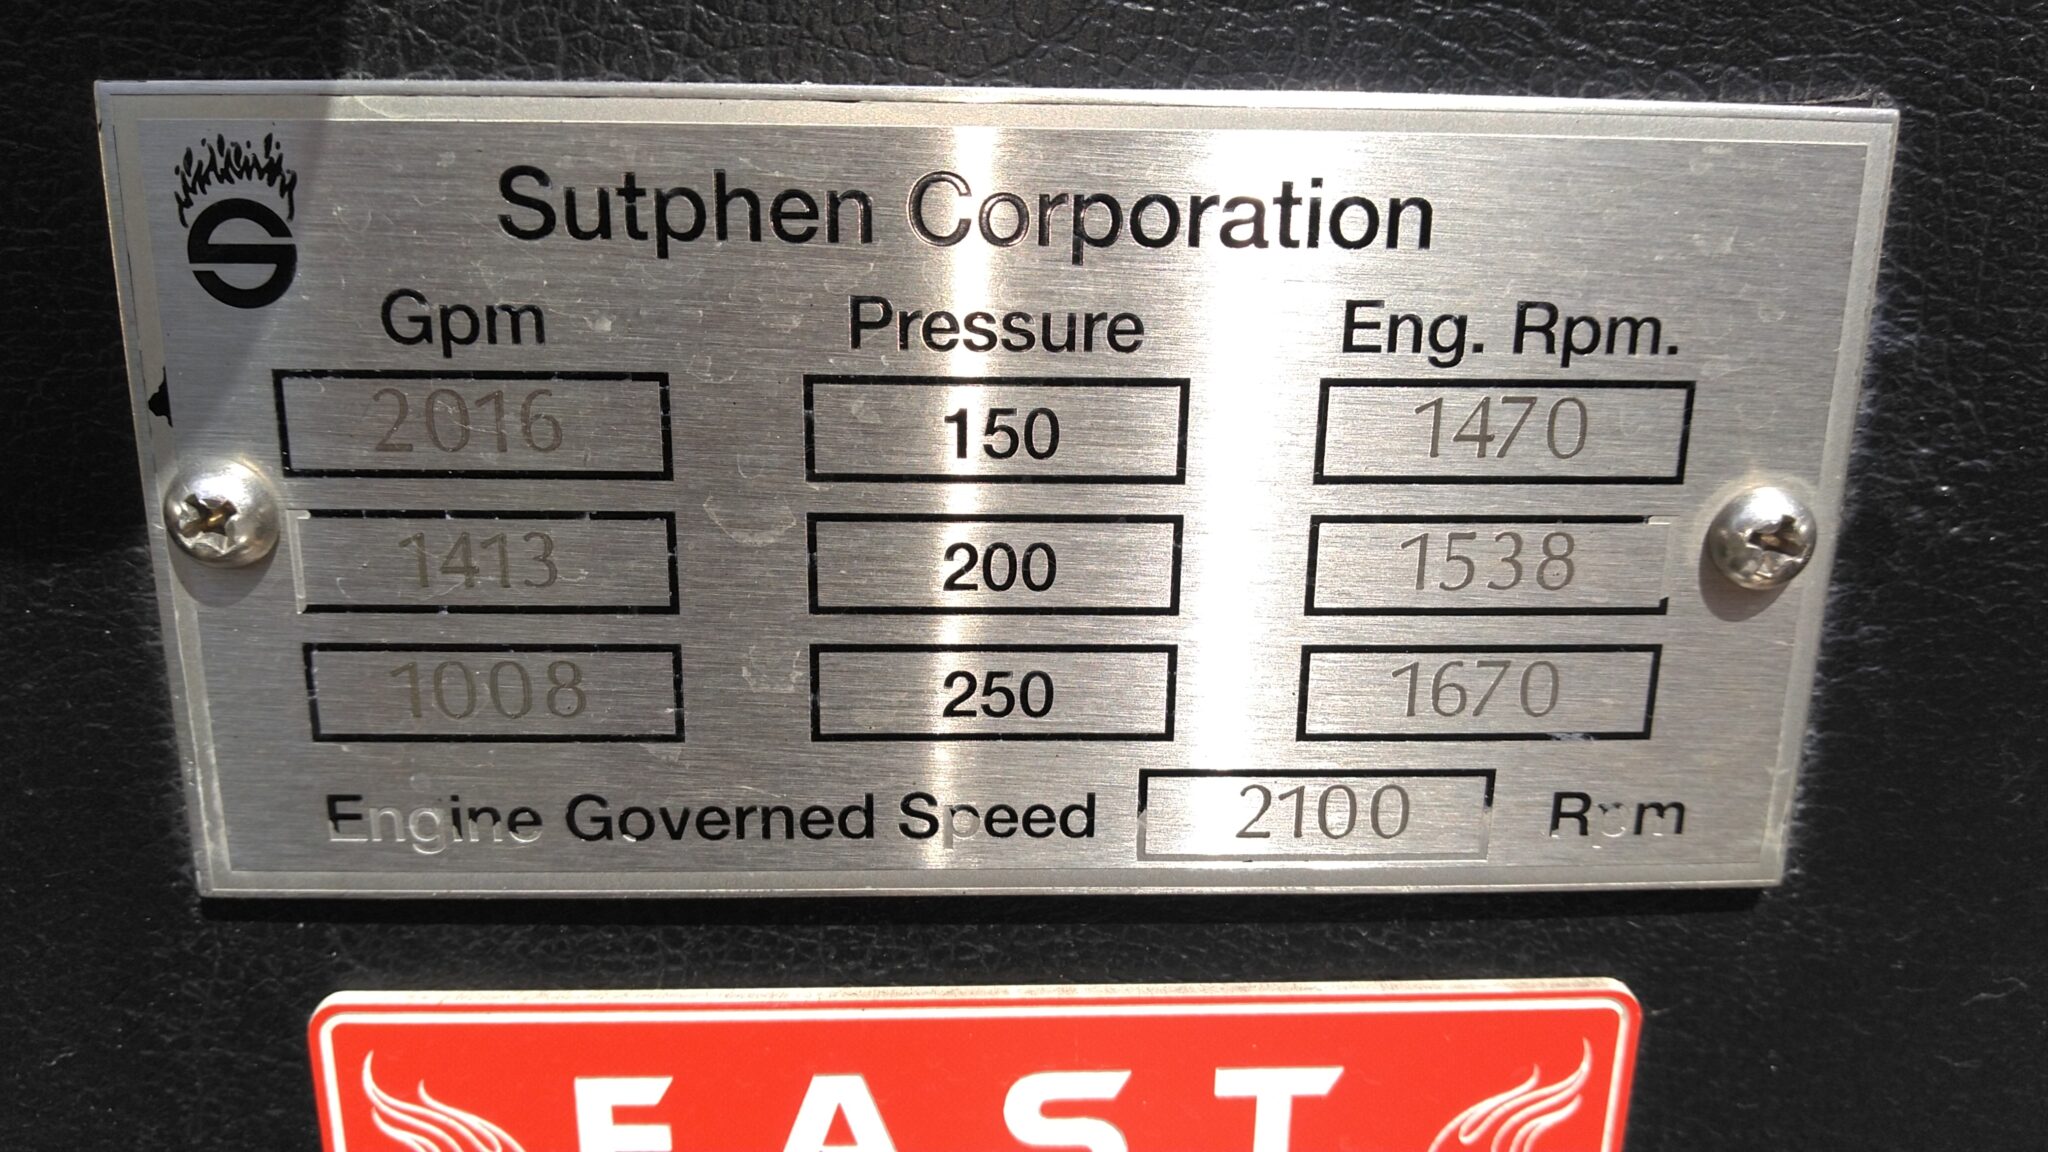 S
Sutphen Corporation
Gpm Pressure Eng. Rpm.
2016 150 1470
1413 200 1538
1008 250 1670
Engine Governed Speed 2100 Rpm
FAST